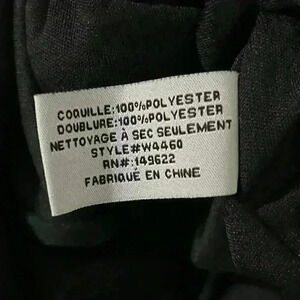 COQUILLE:100%POLYESTER
DOUBLURE:100%POLYESTER
NETTOYAGE À SEC SEULEMENT
STYLE#W4460
RN#:149622
FABRIQUÉ EN CHINE